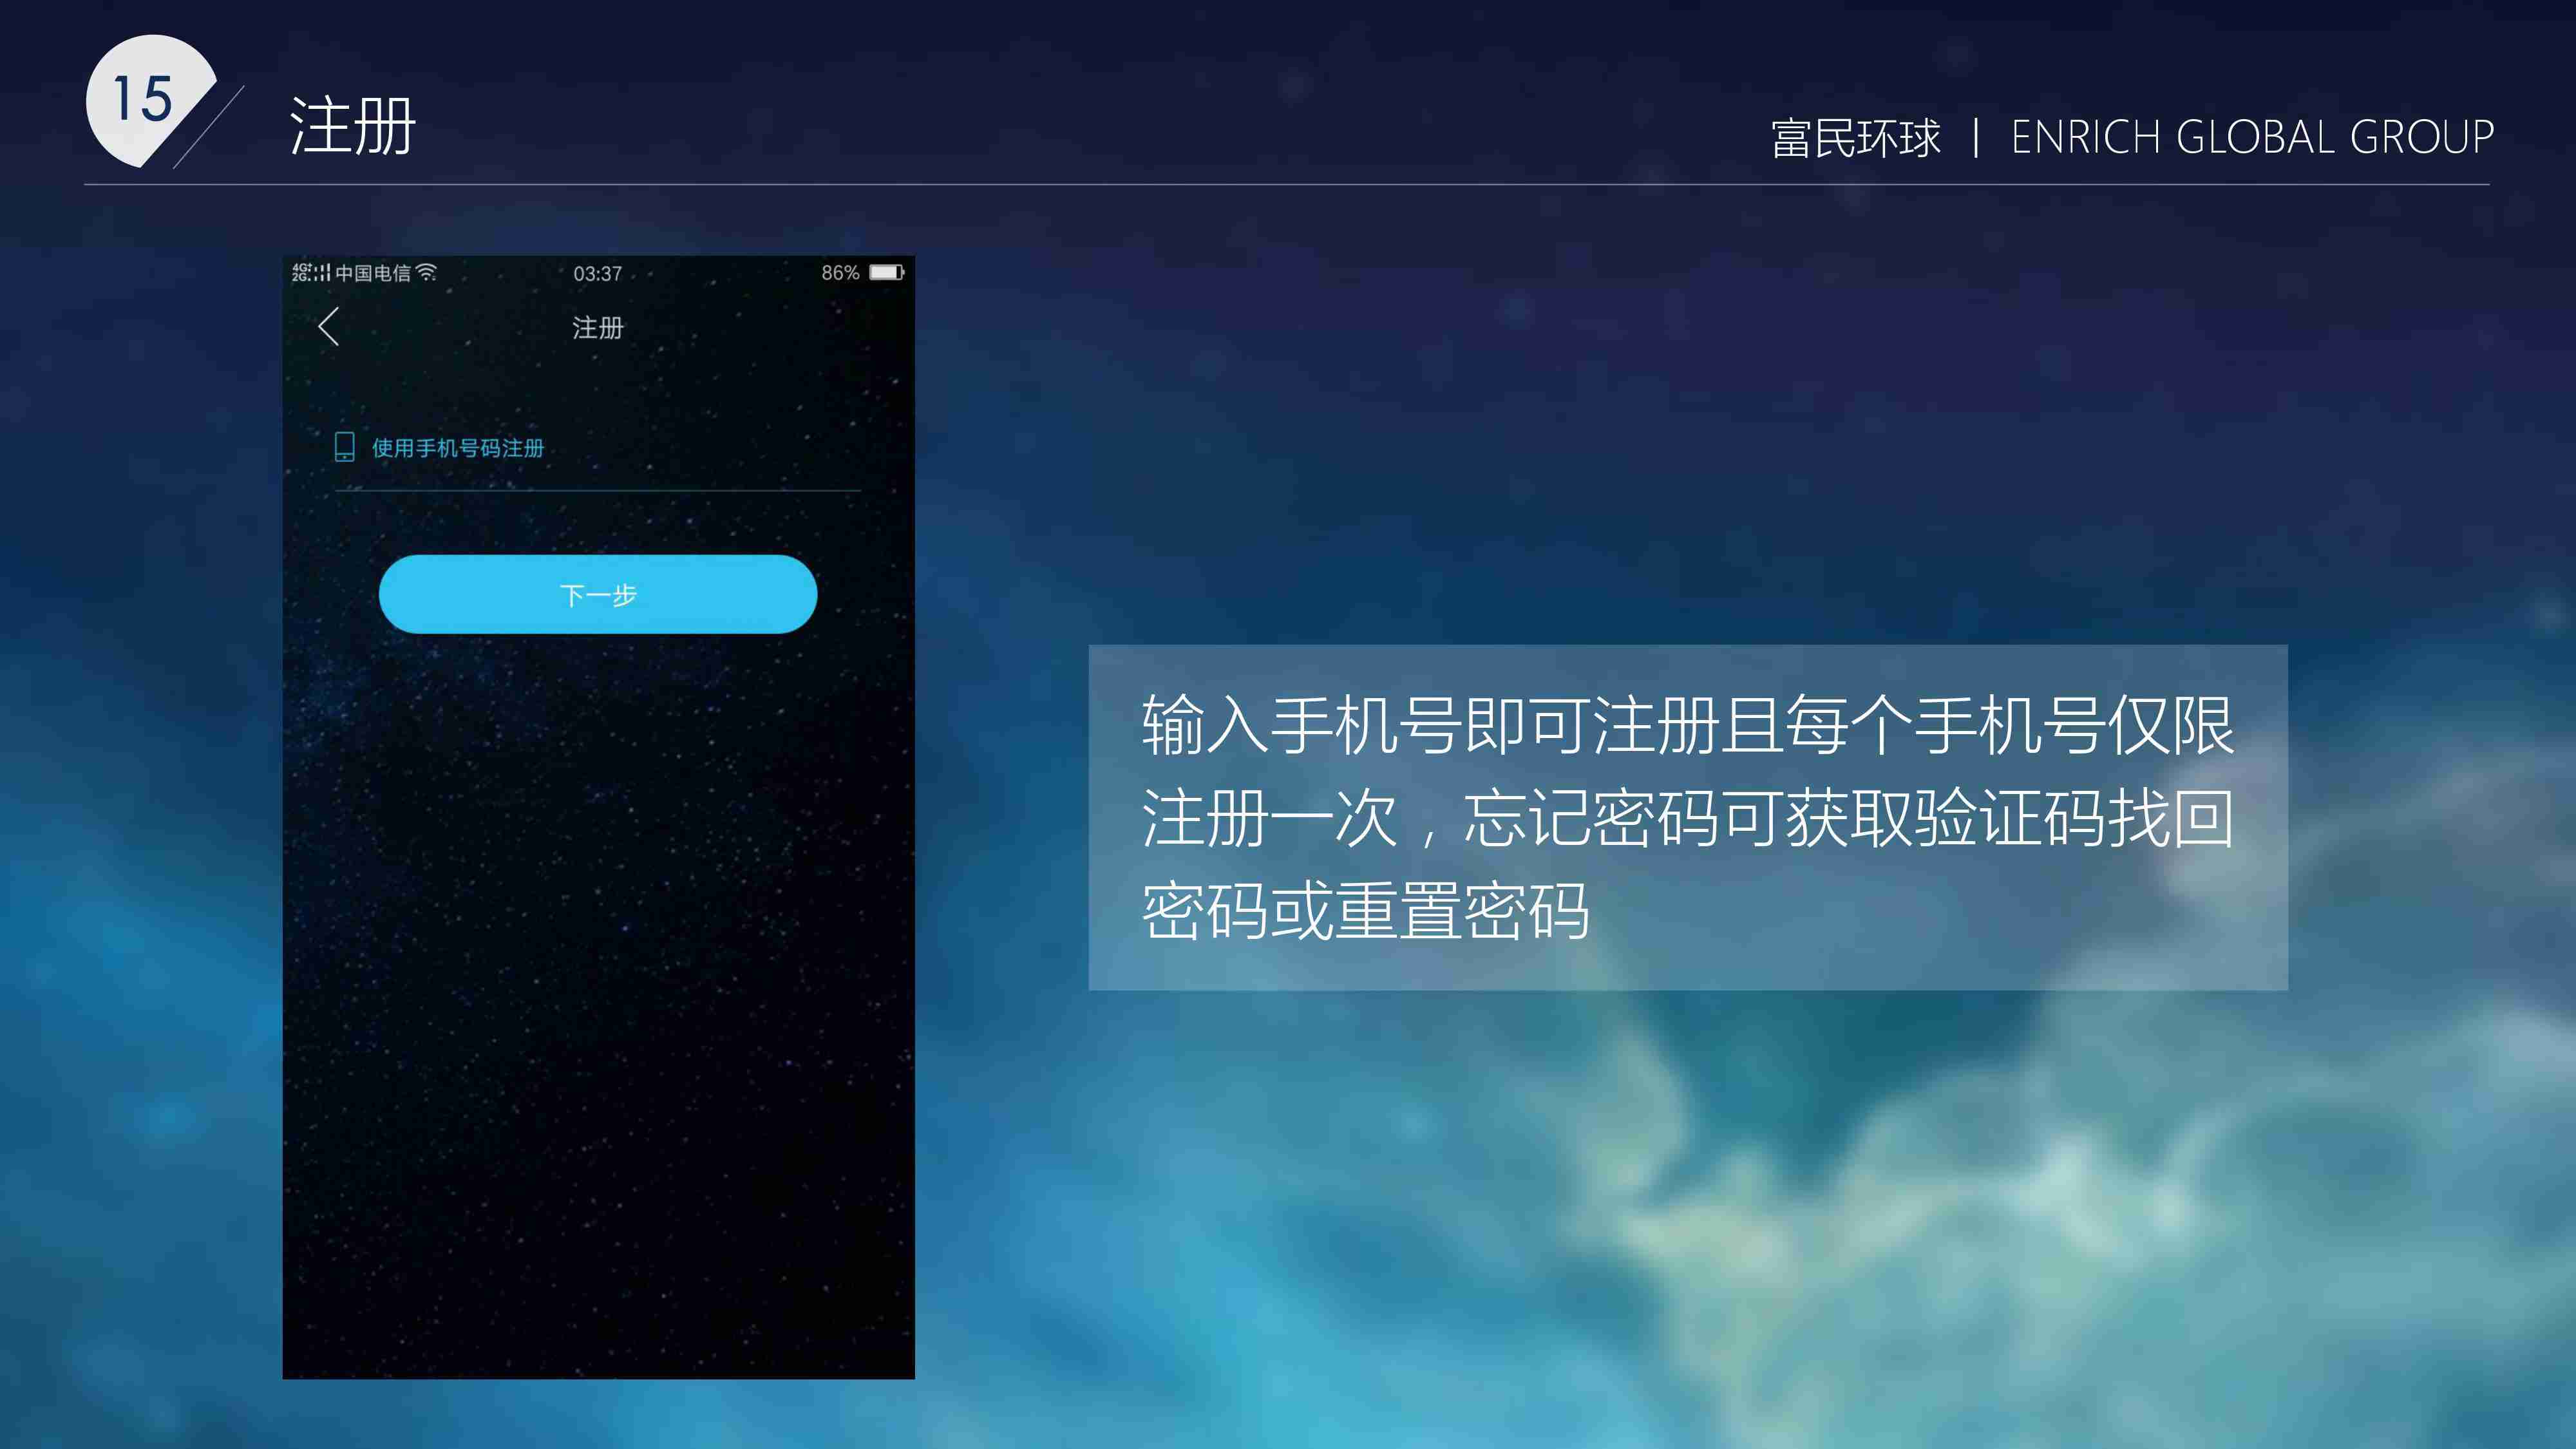 15
注册
富民环球 | ENRICH GLOBAL GROUP
4G+ 2G 中国电信 03:37 86%
注册
使用手机号码注册
下一步
输入手机号即可注册且每个手机号仅限
注册一次，忘记密码可获取验证码找回
密码或重置密码